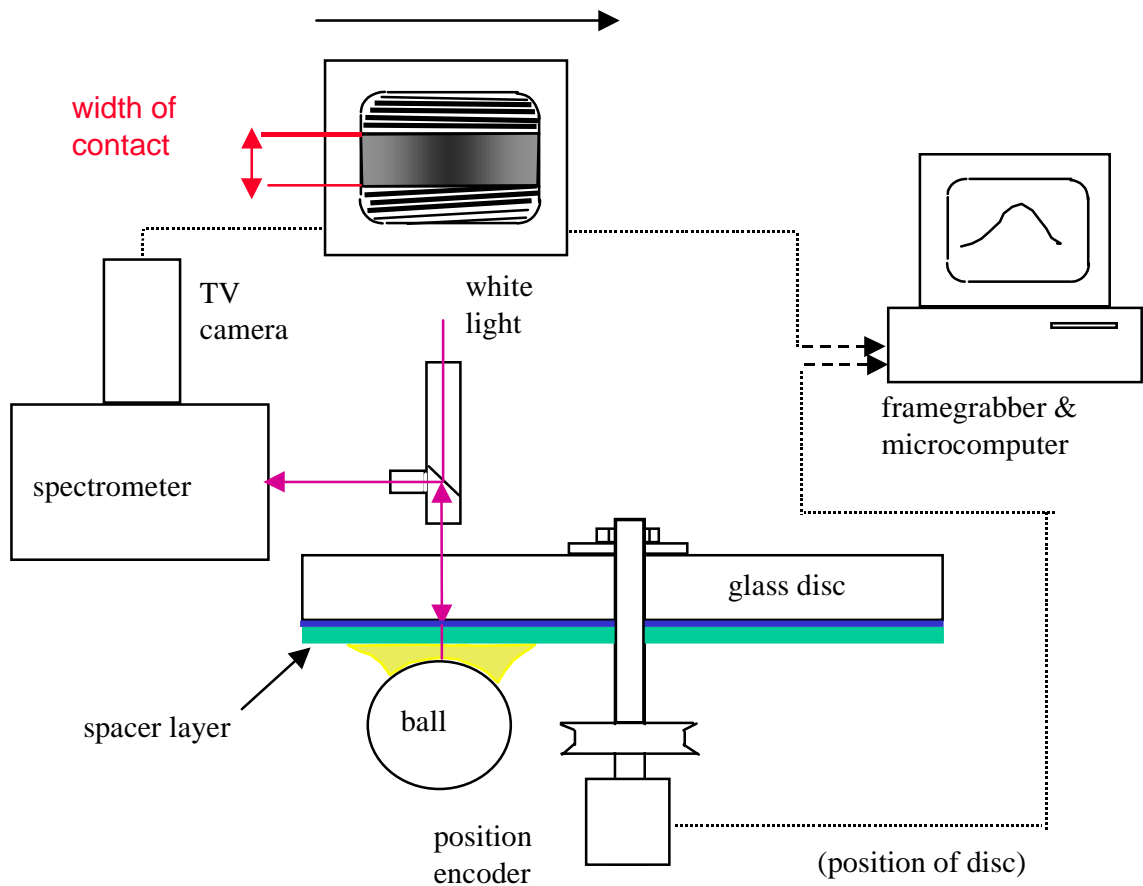 width of
contact
TV
camera
white
light
framegrabber &
microcomputer
spectrometer
glass disc
spacer layer
ball
position
encoder
(position of disc)